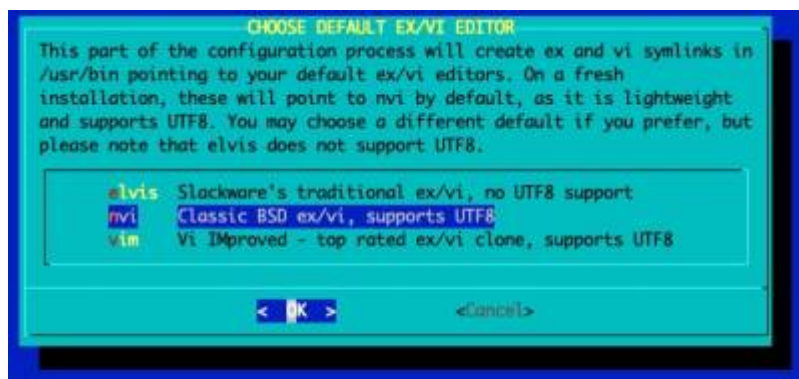 CHOOSE DEFAULT EX/VI EDITOR
This part of the configuration process will create ex and vi symlinks in
/usr/bin pointing to your default ex/vi editors. On a fresh
installation, these will point to nvi by default, as it is lightweight
and supports UTF8. You may choose a different default if you prefer, but
please note that elvis does not support UTF8.
elvis Slackware's traditional ex/vi, no UTF8 support
nvi Classic BSD ex/vi, supports UTF8
vim Vi IMproved - top rated ex/vi clone, supports UTF8
< OK > <Cancel>